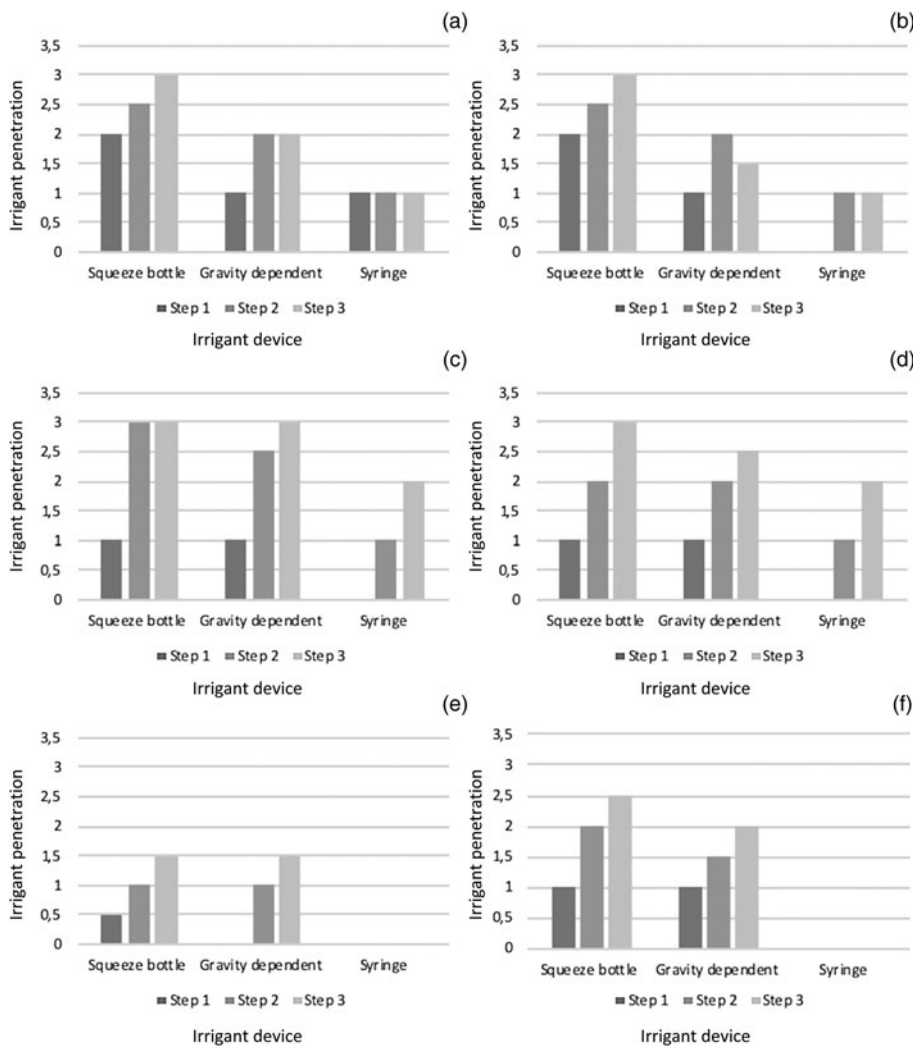 (a)
Irrigant penetration
3,5
3
2,5
2
1,5
1
0,5
0
Squeeze bottle Gravity dependent Syringe
Step 1 Step 2 Step 3
Irrigant device
(b)
Irrigant penetration
3,5
3
2,5
2
1,5
1
0,5
0
Squeeze bottle Gravity dependent Syringe
Step 1 Step 2 Step 3
Irrigant device
(c)
Irrigant penetration
3,5
3
2,5
2
1,5
1
0,5
0
Squeeze bottle Gravity dependent Syringe
Step 1 Step 2 Step 3
Irrigant device
(d)
Irrigant penetration
3,5
3
2,5
2
1,5
1
0,5
0
Squeeze bottle Gravity dependent Syringe
Step 1 Step 2 Step 3
Irrigant device
(e)
Irrigant penetration
3,5
3
2,5
2
1,5
1
0,5
0
Squeeze bottle Gravity dependent Syringe
Step 1 Step 2 Step 3
Irrigant device
(f)
Irrigant penetration
3,5
3
2,5
2
1,5
1
0,5
0
Squeeze bottle Gravity dependent Syringe
Step 1 Step 2 Step 3
Irrigant device